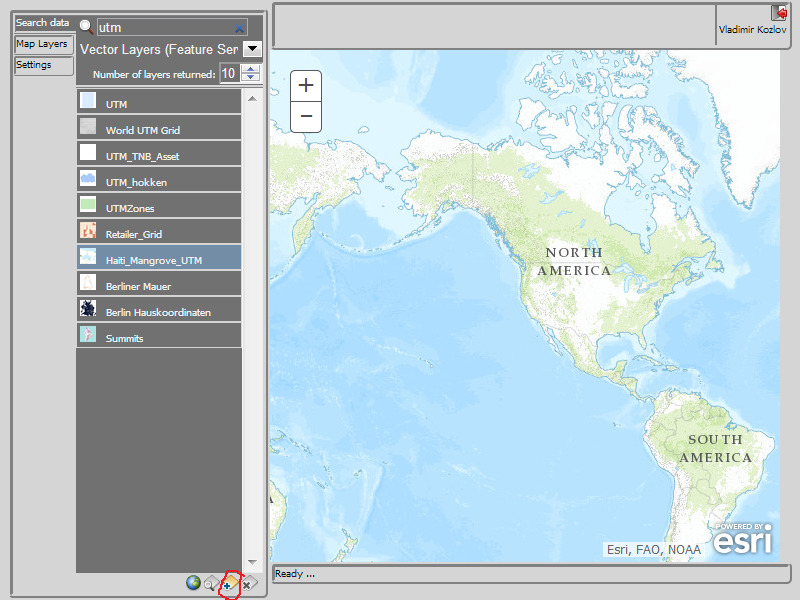 Search data
Map Layers
Settings
utm
Vector Layers (Feature Ser
Number of layers returned: 10
UTM
World UTM Grid
UTM_TNB_Asset
UTM_hokken
UTMZones
Retailer_Grid
Haiti_Mangrove_UTM
Berliner Mauer
Berlin Hauskoordinaten
Summits
Vladimir Kozlov
+
−
NORTH
AMERICA
SOUTH
AMERICA
A
POWERED BY
esri
Esri, FAO, NOAA
Ready ...